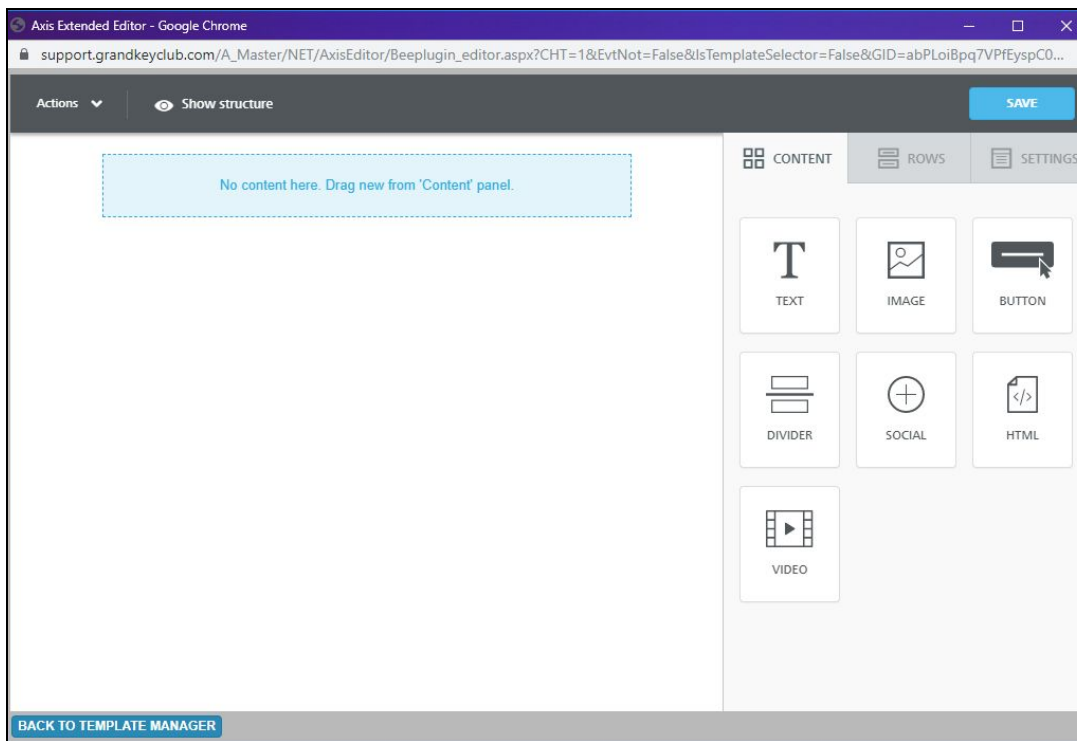 Axis Extended Editor - Google Chrome
support.grandkeyclub.com/A_Master/NET/AxisEditor/Beeplugin_editor.aspx?CHT=1&EvtNot=False&IsTemplateSelector=False&GID=abPLoiBpq7VPfEyspC0...
Actions Show structure SAVE
CONTENT ROWS SETTINGS
No content here. Drag new from 'Content' panel.
TEXT IMAGE BUTTON
DIVIDER SOCIAL HTML
VIDEO
BACK TO TEMPLATE MANAGER